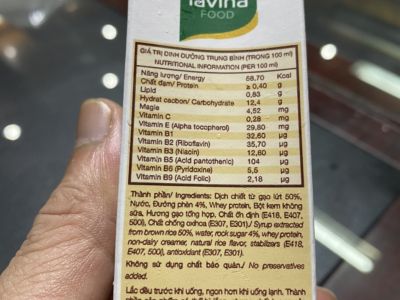 lavina
FOOD
GIÁ TRỊ DINH DƯỠNG TRUNG BÌNH (TRONG 100 ml)
NUTRITIONAL INFORMATION (PER 100 ml)
Năng lượng/ Energy 58,70 Kcal
Chất đạm/ Protein ≥ 0,40 g
Lipid 0,83 g
Hydrat cacbon/ Carbohydrate 12,4 g
Magie 4,52 mg
Vitamin C 0,28 mg
Vitamin E (Alpha tocopherol) 29,80 mg
Vitamin B1 32,60 µg
Vitamin B2 (Riboflavin) 35,70 µg
Vitamin B3 (Niacin) 12,80 µg
Vitamin B5 (Acid pantothenic) 104 µg
Vitamin B6 (Pyridoxine) 5,5 µg
Vitamin B9 (Acid Folic) 2,18 µg
Thành phần/ Ingredients: Dịch chiết từ gạo lứt 50%,
Nước, Đường phèn 4%, Whey protein, Bột kem không
sữa, Hương gạo tổng hợp, Chất ổn định (E418, E407,
500), Chất chống oxhoa (E307, E301)./ Syrup extracted
from brown rice 50%, water, rock sugar 4%, whey protein,
non-dairy creamer, natural rice flavor, stabilizers (E418,
E407, 500), antioxidant (E307, E301).
Không sử dụng chất bảo quản./ No preservatives
added.
Lắc đều trước khi uống, ngon hơn khi uống lạnh. Thành